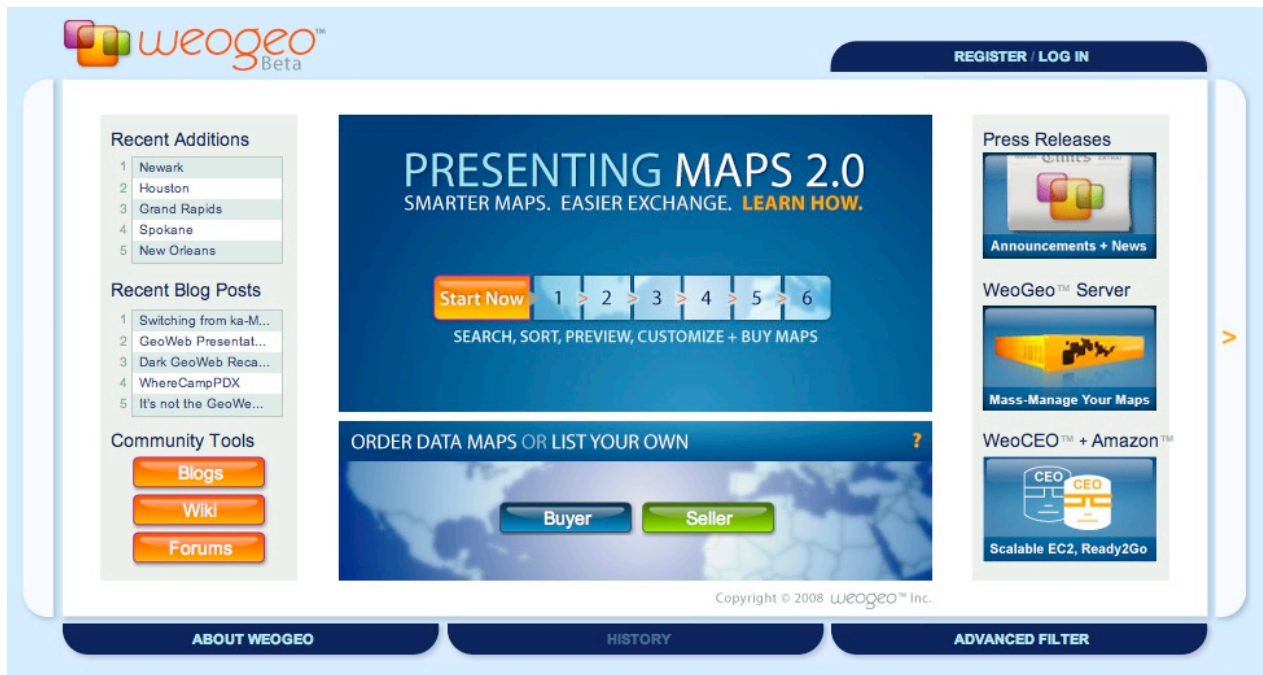 weogeo™
Beta
REGISTER / LOG IN
Recent Additions
1 Newark
2 Houston
3 Grand Rapids
4 Spokane
5 New Orleans
Recent Blog Posts
1 Switching from ka-M...
2 GeoWeb Presentat...
3 Dark GeoWeb Reca...
4 WhereCampPDX
5 It's not the GeoWe...
Community Tools
Blogs
Wiki
Forums
PRESENTING MAPS 2.0
SMARTER MAPS. EASIER EXCHANGE. LEARN HOW.
Start Now > 1 > 2 > 3 > 4 > 5 > 6
SEARCH, SORT, PREVIEW, CUSTOMIZE + BUY MAPS
ORDER DATA MAPS OR LIST YOUR OWN ?
Buyer Seller
Copyright © 2008 weogeo™ Inc.
Press Releases
Times
Announcements + News
WeoGeo™ Server
Mass-Manage Your Maps
WeoCEO™ + Amazon™
CEO
CEO
Scalable EC2, Ready2Go
>
ABOUT WEOGEO
HISTORY
ADVANCED FILTER